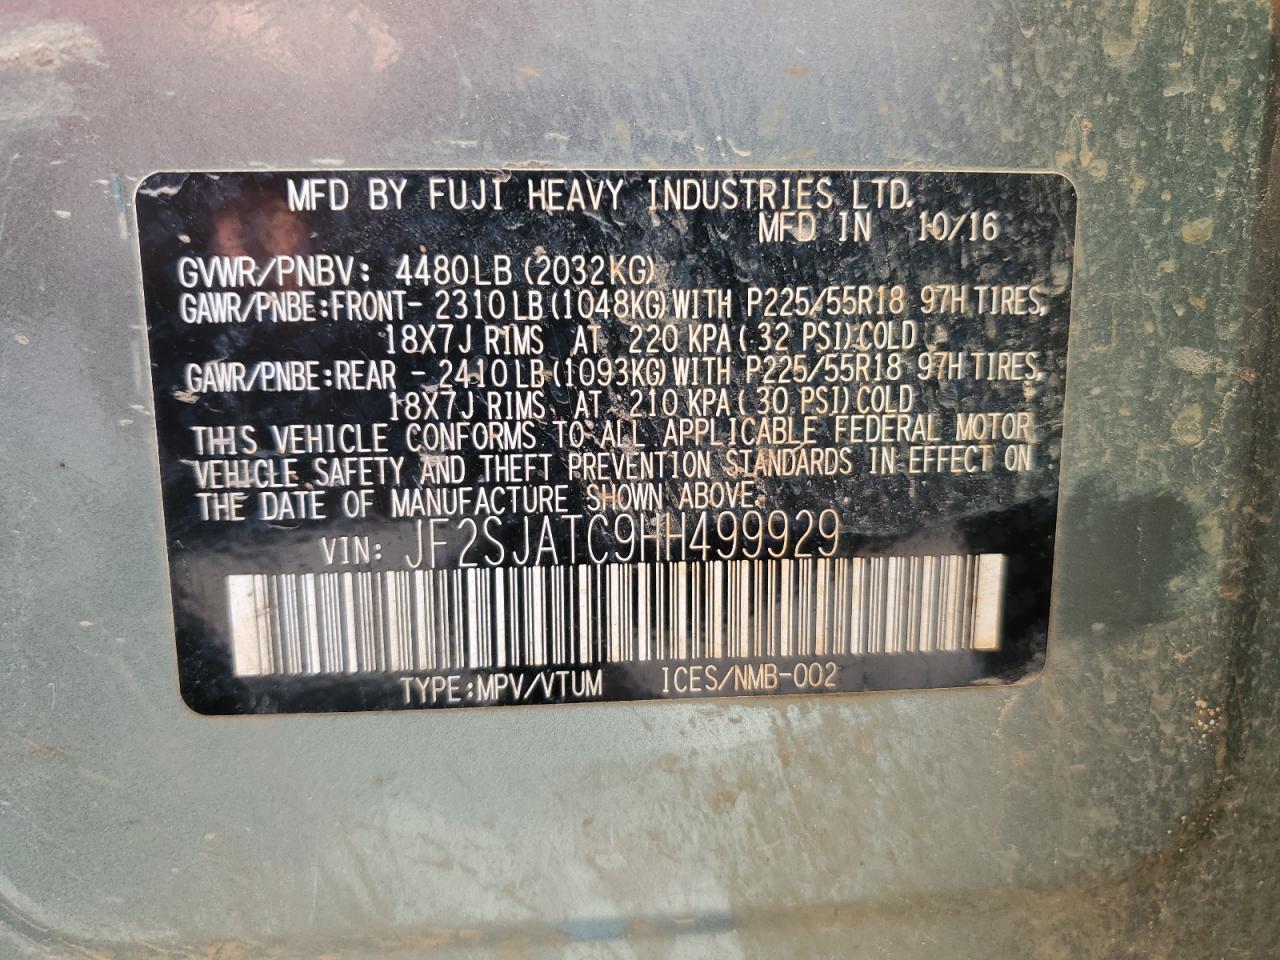 MFD BY FUJI HEAVY INDUSTRIES LTD.
MFD IN 10/16
GVWR/PNBV: 4480LB (2032KG)
GAWR/PNBE:FRONT- 2310LB(1048KG)WITH P225/55R18 97H TIRES,
18X7J RIMS AT 220 KPA( 32 PSI)COLD
GAWR/PNBE:REAR - 2410LB(1093KG)WITH P225/55R18 97H TIRES,
18X7J RIMS AT 210 KPA( 30 PSI)COLD
THIS VEHICLE CONFORMS TO ALL APPLICABLE FEDERAL MOTOR
VEHICLE SAFETY AND THEFT PREVENTION STANDARDS IN EFFECT ON
THE DATE OF MANUFACTURE SHOWN ABOVE.
VIN: JF2SJATC9HH499929
TYPE:MPV/VTUM ICES/NMB-002